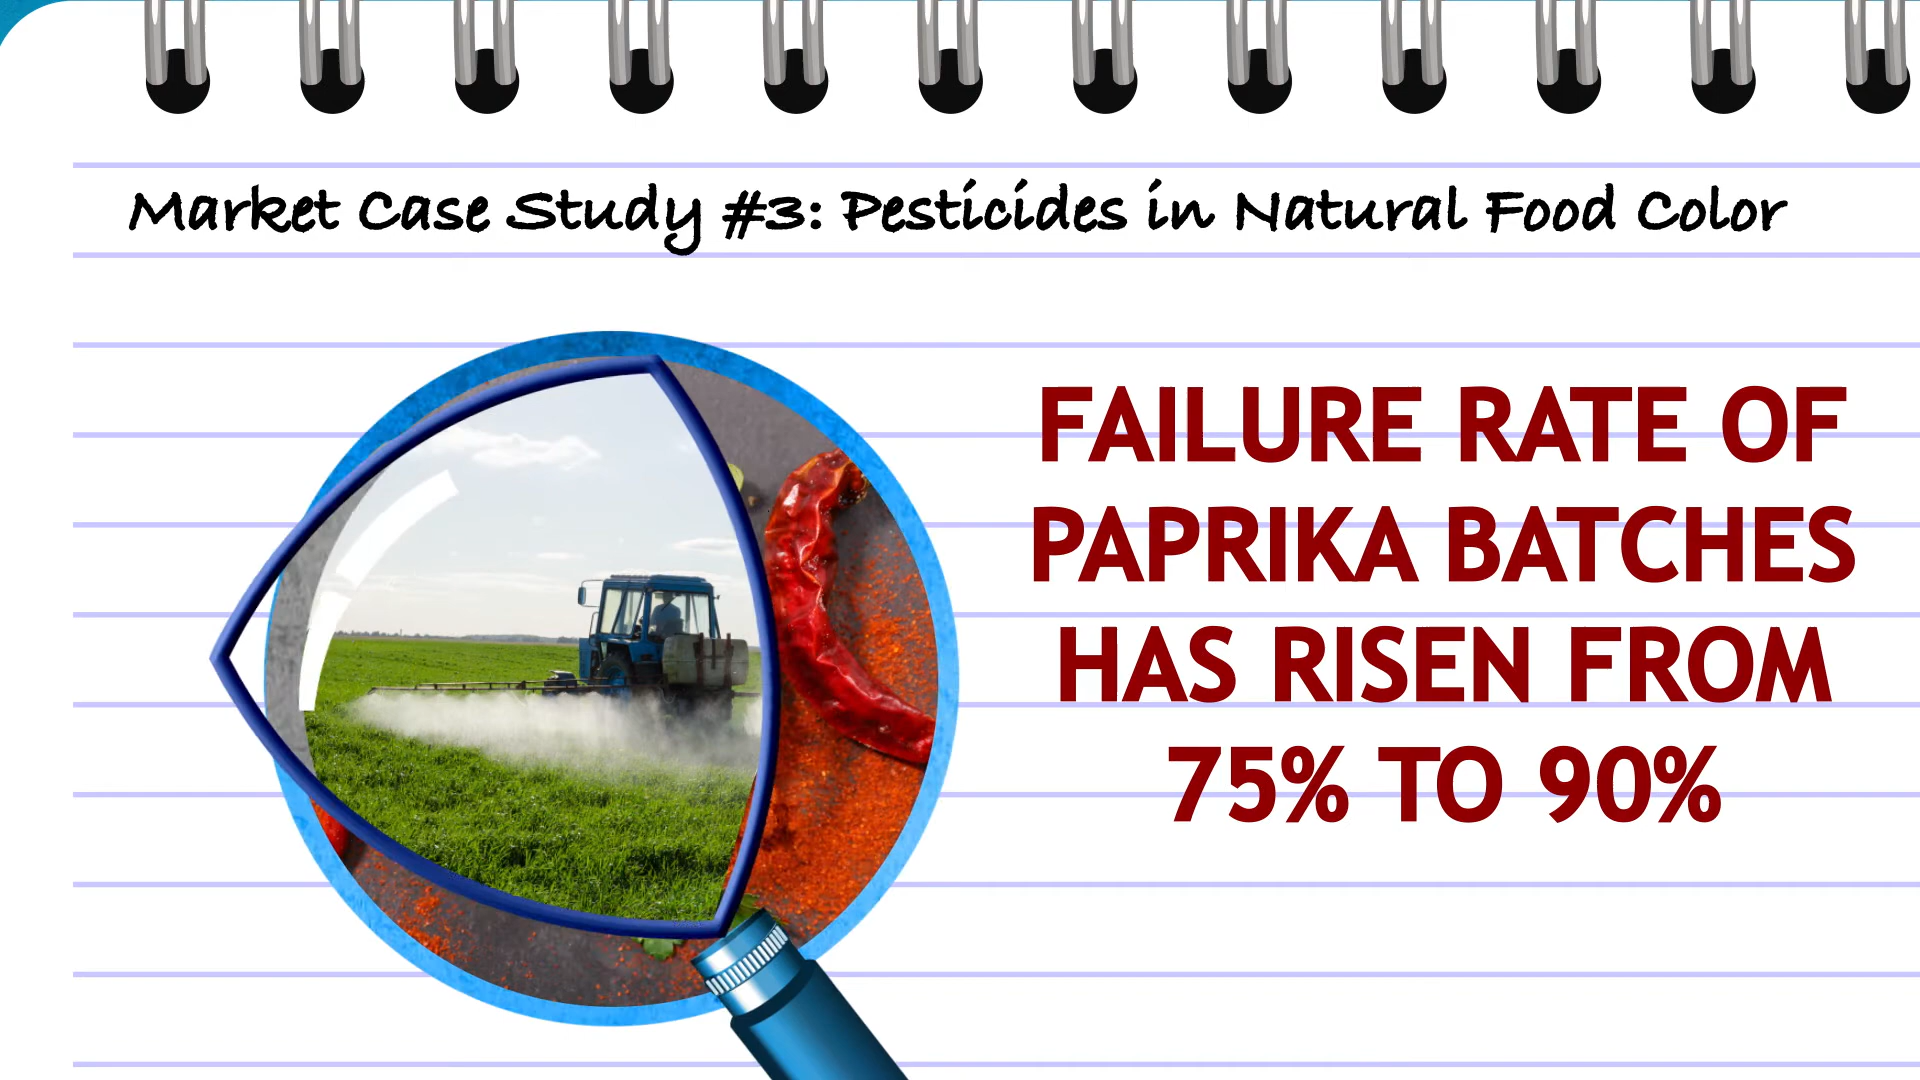 Market Case Study #3: Pesticides in Natural Food Color
FAILURE RATE OF
PAPRIKA BATCHES
HAS RISEN FROM
75% TO 90%